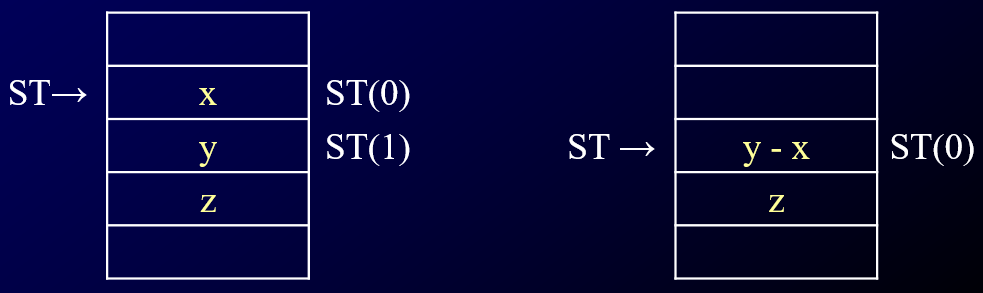 ST→ x ST(0)
y ST(1)
z
ST → y - x ST(0)
z